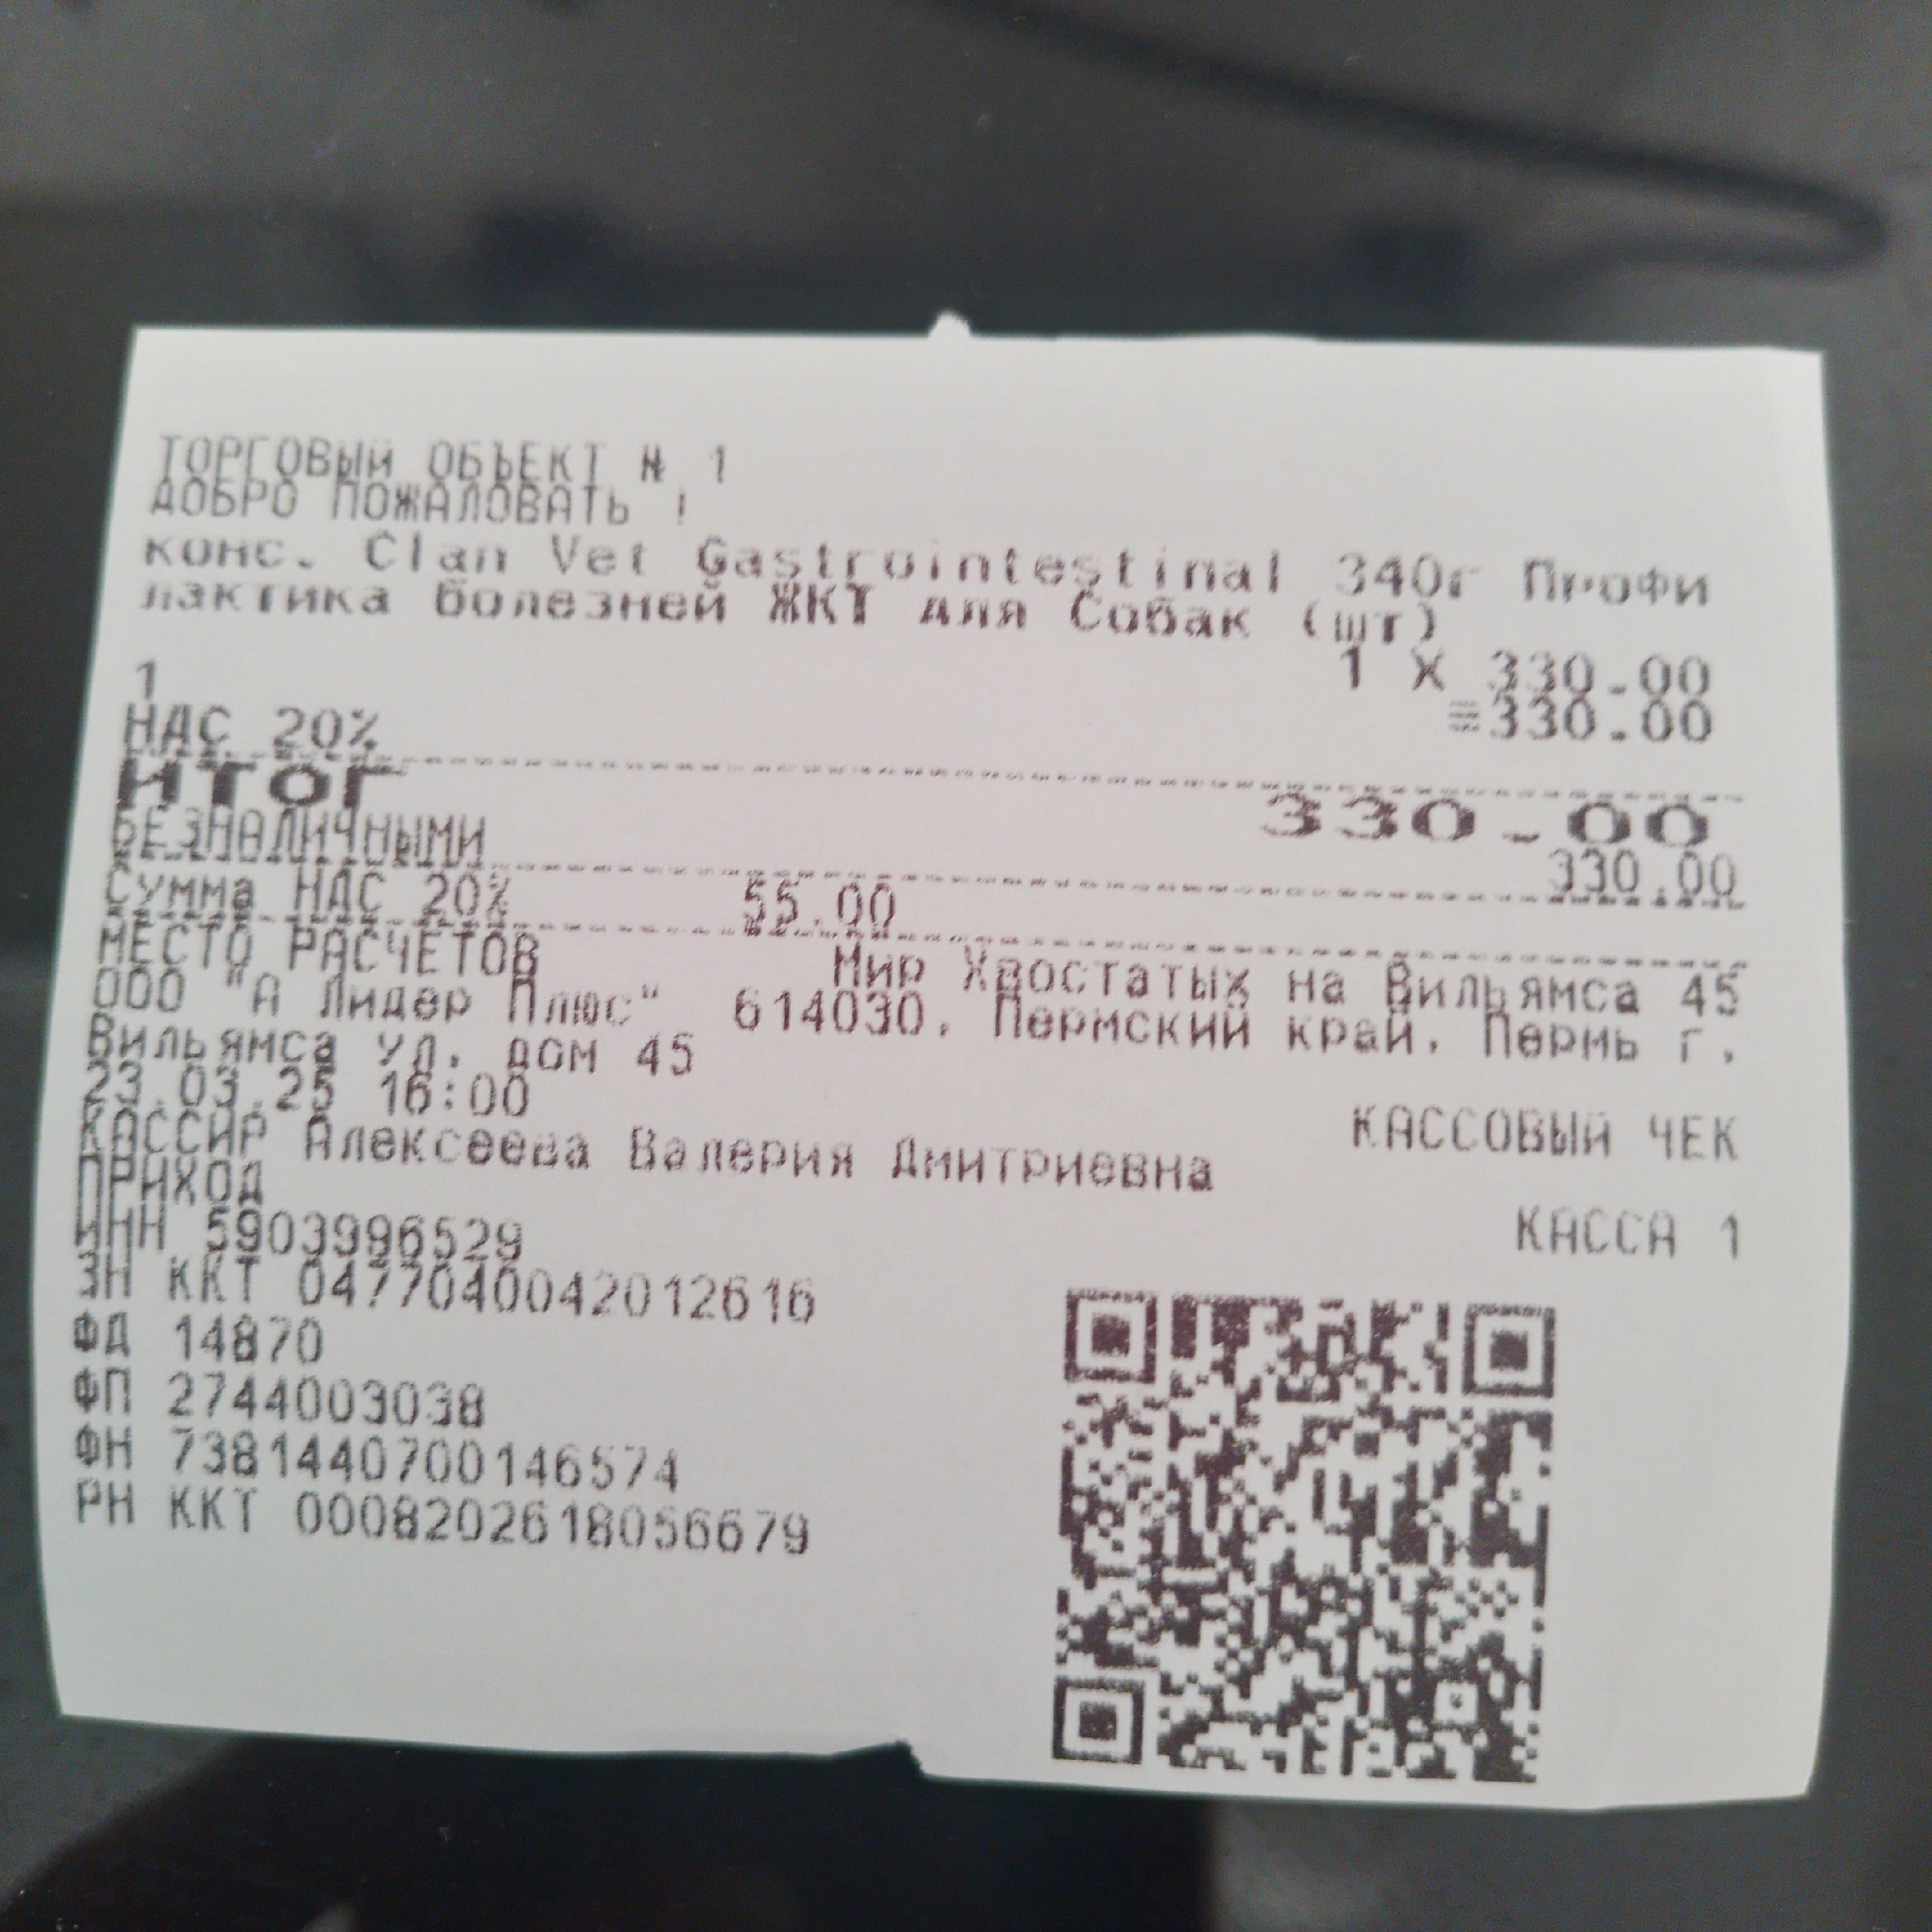 ТОРГОВЫЙ ОБЪЕКТ № 1
ДОБРО ПОЖАЛОВАТЬ !
конс. Clan Vet Gastrointestinal 340г Профи
лактика болезней ЖКТ для Собак (шт)
1 1 X 330.00
НДС 20% ≡330.00
ИТОГ 330.00
БЕЗНАЛИЧНЫМИ 330.00
Сумма НДС 20% 55.00
МЕСТО РАСЧЕТОВ Мир Хвостатых на Вильямса 45
ООО "А Лидер Плюс" 614030, Пермский край, Пермь г,
Вильямса ул, дом 45
23.03.25 16:00 КАССОВЫЙ ЧЕК
КАССИР Алексеева Валерия Дмитриевна
ПРИХОД КАССА 1
ИНН 5903996529
ЗН ККТ 0477040042012616
ФД 14870
ФП 2744003038
ФН 7381440700146574
РН ККТ 0008202618056679